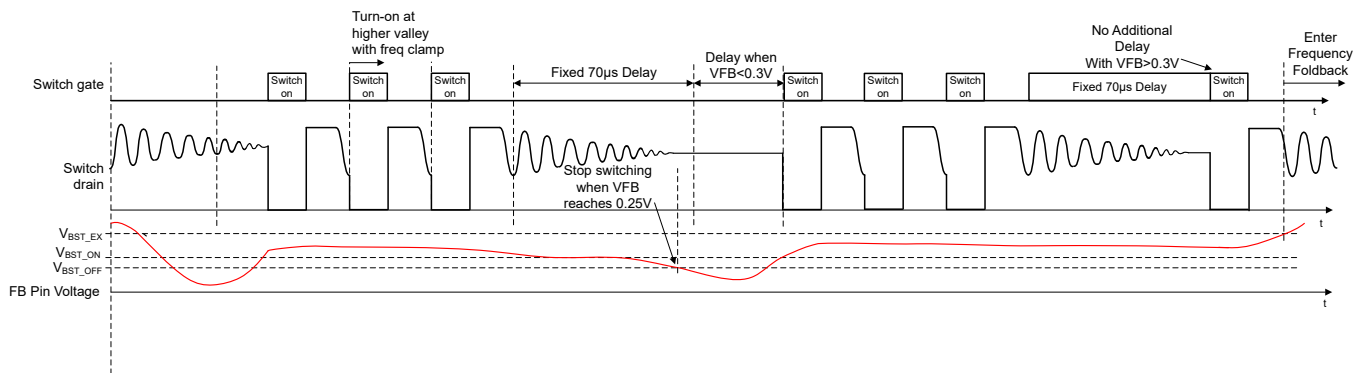 Turn-on at
higher valley
with freq clamp
No Additional
Delay
With VFB>0.3V
Enter
Frequency
Foldback
Fixed 70µs Delay
Delay when
VFB<0.3V
Switch gate
Switch
on
Switch
on
Switch
on
Switch
on
Switch
on
Switch
on
Fixed 70µs Delay
Switch
on
t
Switch
drain
Stop switching
when VFB
reaches 0.25V
t
VBST_EX
VBST_ON
VBST_OFF
FB Pin Voltage
t